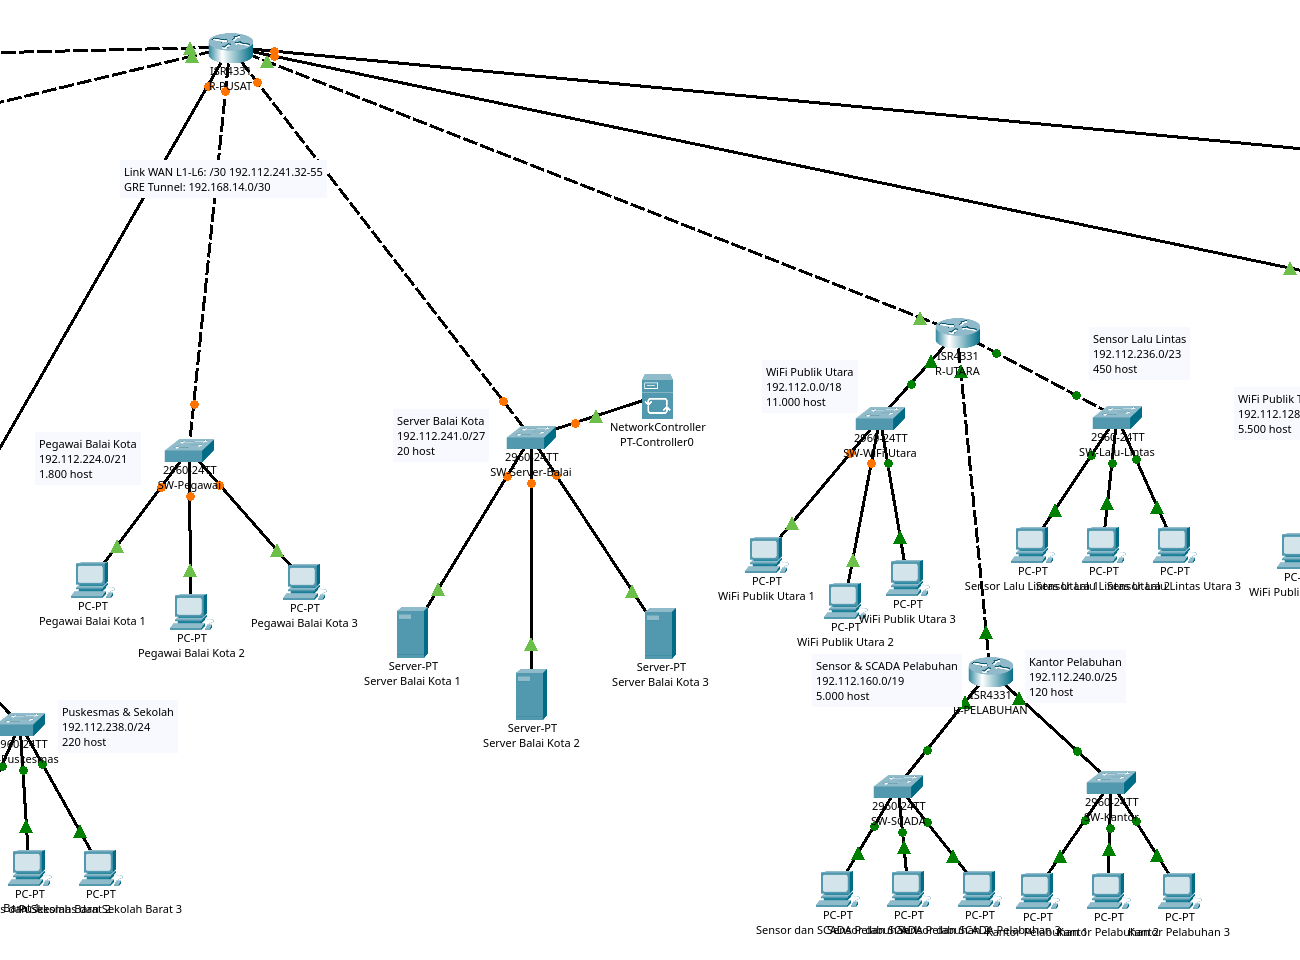 ISR4331
R-PUSAT
Link WAN L1-L6: /30 192.112.241.32-55
GRE Tunnel: 192.168.14.0/30
ISR4331
R-UTARA
Sensor Lalu Lintas
192.112.236.0/23
450 host
WiFi Publik Utara
192.112.0.0/18
11.000 host
WiFi Publik
192.112.128
5.500 host
NetworkController
PT-Controller0
Server Balai Kota
192.112.241.0/27
20 host
2960-24TT
SW-Server-Balai
2960-24TT
SW-WiFi-Utara
2960-24TT
SW-Lalu-Lintas
Pegawai Balai Kota
192.112.224.0/21
1.800 host
2960-24TT
SW-Pegawai
PC-PT
Pegawai Balai Kota 1
PC-PT
Pegawai Balai Kota 2
PC-PT
Pegawai Balai Kota 3
Server-PT
Server Balai Kota 1
Server-PT
Server Balai Kota 2
Server-PT
Server Balai Kota 3
PC-PT
WiFi Publik Utara 1
PC-PT
WiFi Publik Utara 2
PC-PT
WiFi Publik Utara 3
PC-PT
PC-PT
PC-PT
Sensor Lalu Lintas Utara 3
WiFi Publi
Sensor & SCADA Pelabuhan
192.112.160.0/19
5.000 host
ISR4331
R-PELABUHAN
Kantor Pelabuhan
192.112.240.0/25
120 host
Puskesmas & Sekolah
192.112.238.0/24
220 host
2960-24TT
SW-SCADA
2960-24TT
SW-Kantor
PC-PT
PC-PT
Sekolah Barat 3
PC-PT
PC-PT
PC-PT
Sensor dan SCADA
PC-PT
PC-PT
PC-PT
Kantor Pelabuhan 3